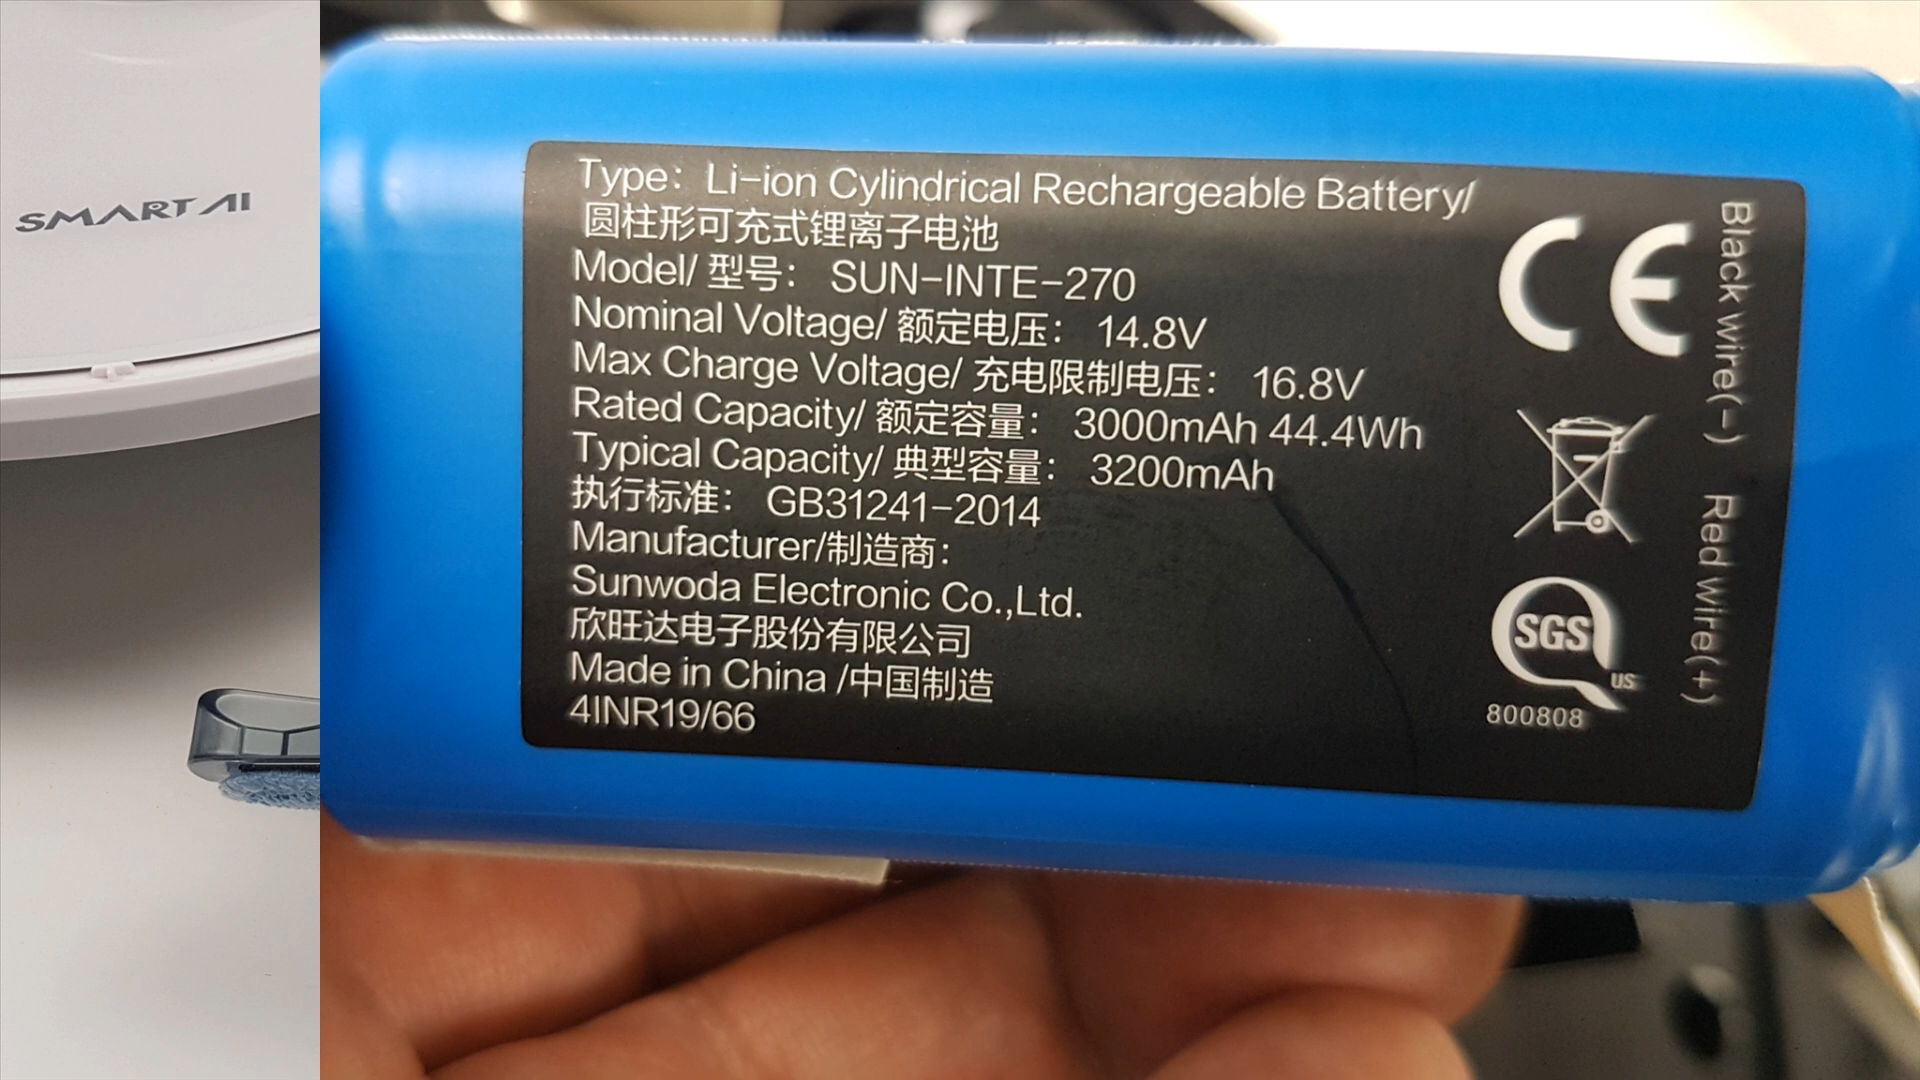 SMART AI
Type: Li-ion Cylindrical Rechargeable Battery/
圆柱形可充式锂离子电池
Model/ 型号: SUN-INTE-270
Nominal Voltage/ 额定电压: 14.8V
Max Charge Voltage/ 充电限制电压: 16.8V
Rated Capacity/ 额定容量: 3000mAh 44.4Wh
Typical Capacity/ 典型容量: 3200mAh
执行标准: GB31241-2014
Manufacturer/制造商:
Sunwoda Electronic Co.,Ltd.
欣旺达电子股份有限公司
Made in China /中国制造
4INR19/66
CE
SGS
US
800808
Black wire(-) Red wire(+)